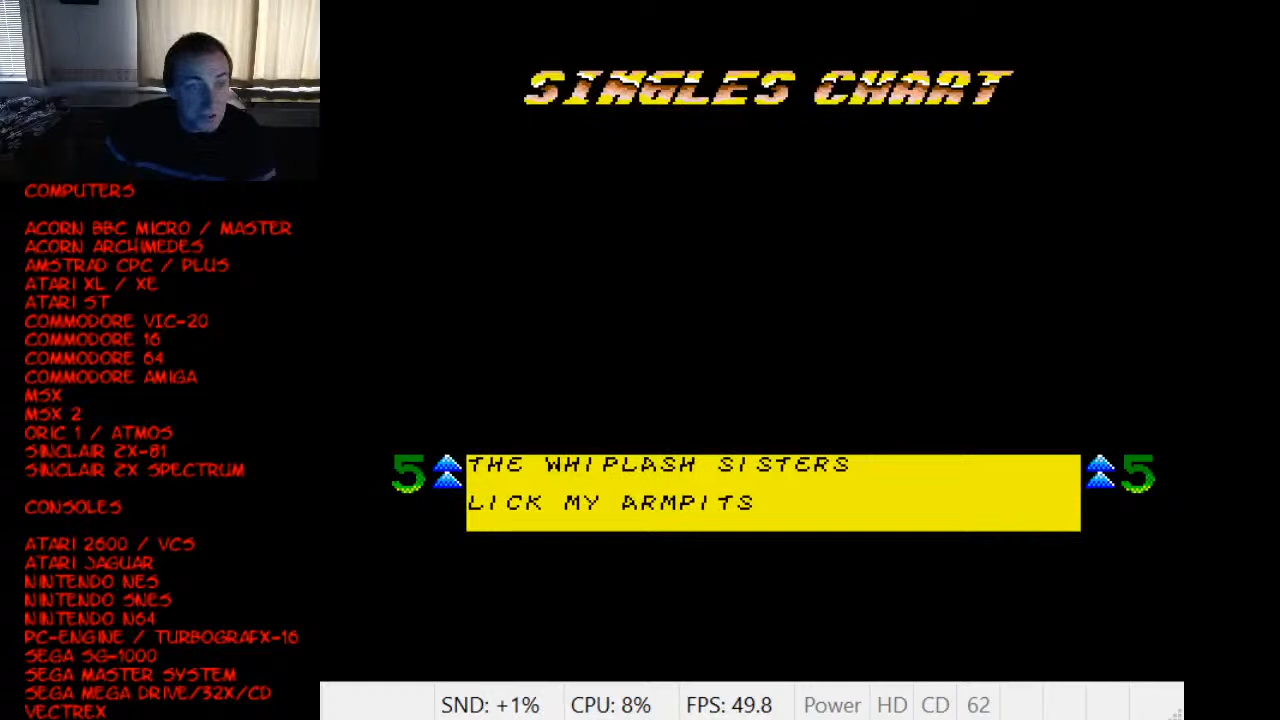 SINGLES CHART
COMPUTERS
ACORN BBC MICRO / MASTER
ACORN ARCHIMEDES
AMSTRAD CPC / PLUS
ATARI XL / XE
ATARI ST
COMMODORE VIC-20
COMMODORE 16
COMMODORE 64
COMMODORE AMIGA
MSX
MSX 2
ORIC 1 / ATMOS
SINCLAIR ZX-81
SINCLAIR ZX SPECTRUM
CONSOLES
ATARI 2600 / VCS
ATARI JAGUAR
NINTENDO NES
NINTENDO SNES
NINTENDO N64
PC-ENGINE / TURBOGRAFX-16
SEGA SG-1000
SEGA MASTER SYSTEM
SEGA MEGA DRIVE/32X/CD
VECTREX
5 THE WHIPLASH SISTERS 5
LICK MY ARMPITS
SND: +1% CPU: 8% FPS: 49.8 Power HD CD 62